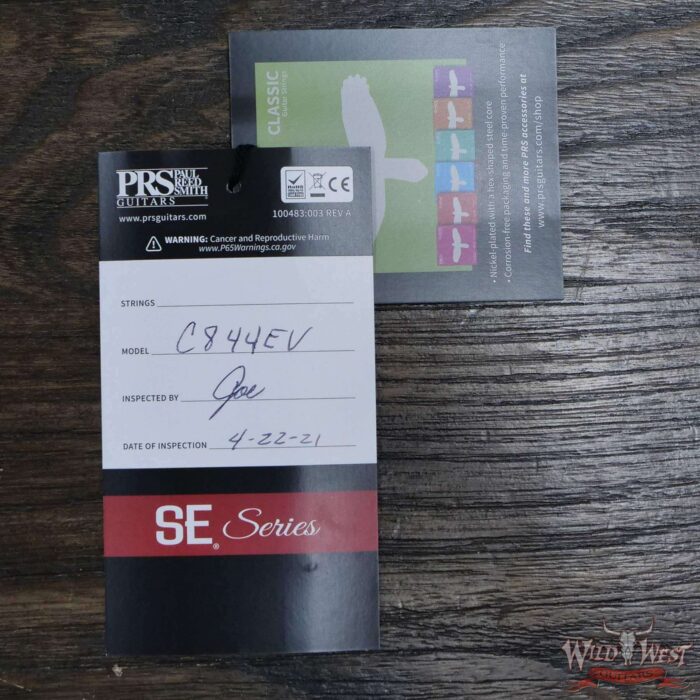 CLASSIC
Guitar Strings
• Nickel-plated with a hex-shaped steel core
• Corrosion-free packaging and time-proven performance
Find these and more PRS accessories at
www.prsguitars.com/shop
PRS PAUL REED SMITH
GUITARS
www.prsguitars.com
RoHS
CE
100483:003 REV A
WARNING: Cancer and Reproductive Harm
www.P65Warnings.ca.gov
STRINGS
MODEL C844EV
INSPECTED BY Joe
DATE OF INSPECTION 4-22-21
SE® Series
WILD WEST
GUITARS